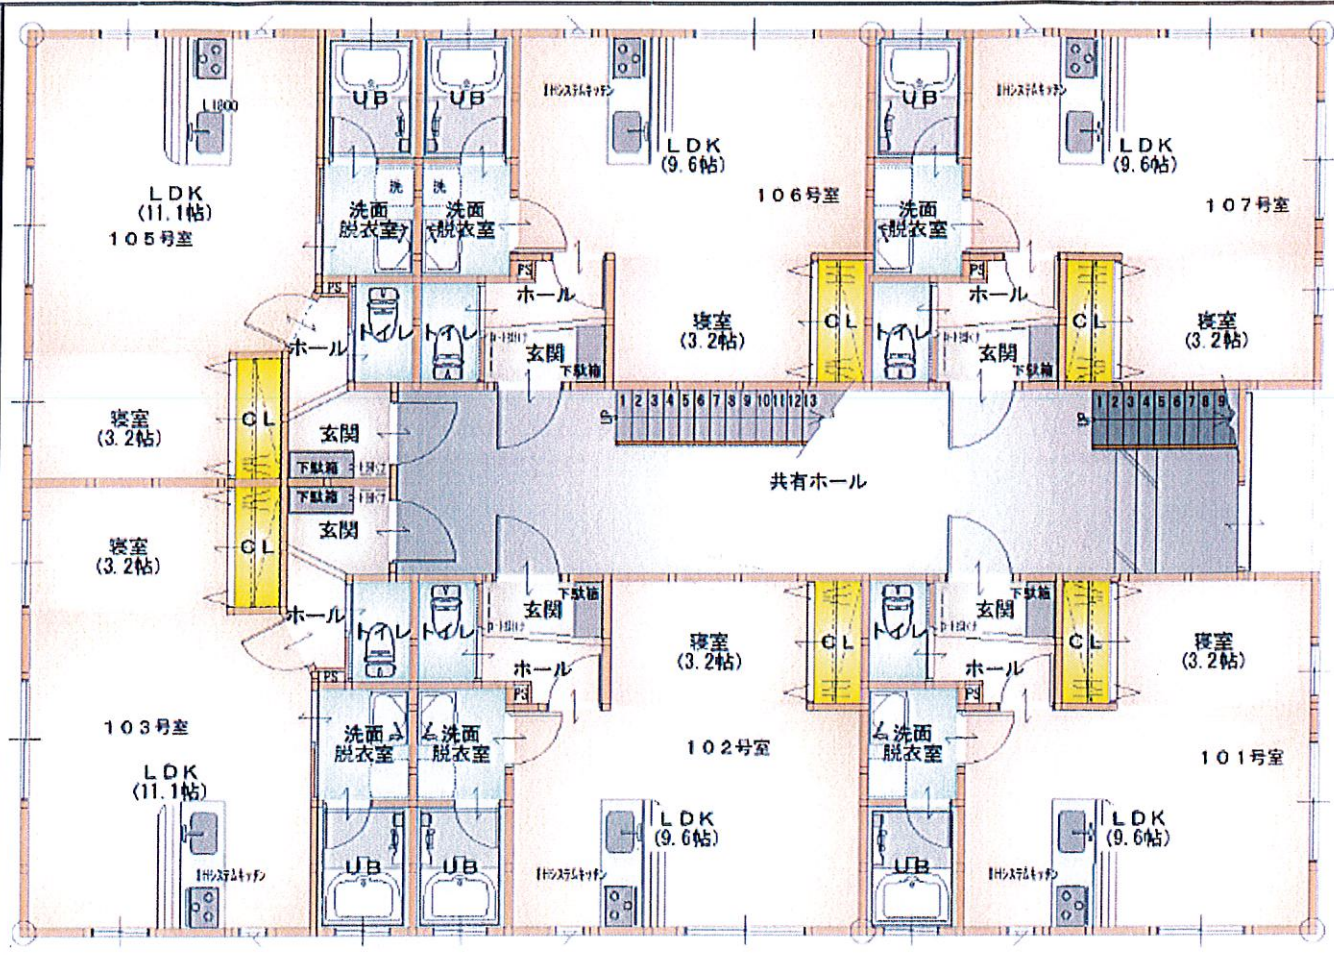 UB
UB
UB
IHシステムキッチン
IHシステムキッチン
L1800
LDK
(9.6帖)
LDK
(9.6帖)
LDK
(11.1帖)
105号室
洗
洗
洗面
脱衣室
洗面
脱衣室
106号室
洗面
脱衣室
107号室
PS
PS
PS
ホール
ホール
ホール
トイレ
トイレ
トイレ
寝室
(3.2帖)
CL
CL
寝室
(3.2帖)
玄関
下駄箱
玄関
下駄箱
寝室
(3.2帖)
CL
玄関
下駄箱
UP
1 2 3 4 5 6 7 8 9 10 11 12 13
UP
1 2 3 4 5 6 7 8 9
共有ホール
下駄箱
玄関
寝室
(3.2帖)
CL
ホール
トイレ
トイレ
玄関
下駄箱
ホール
寝室
(3.2帖)
CL
トイレ
玄関
下駄箱
ホール
CL
寝室
(3.2帖)
PS
PS
PS
103号室
洗面
脱衣室
洗面
脱衣室
102号室
洗面
脱衣室
101号室
LDK
(11.1帖)
LDK
(9.6帖)
LDK
(9.6帖)
IHシステムキッチン
UB
UB
IHシステムキッチン
UB
IHシステムキッチン